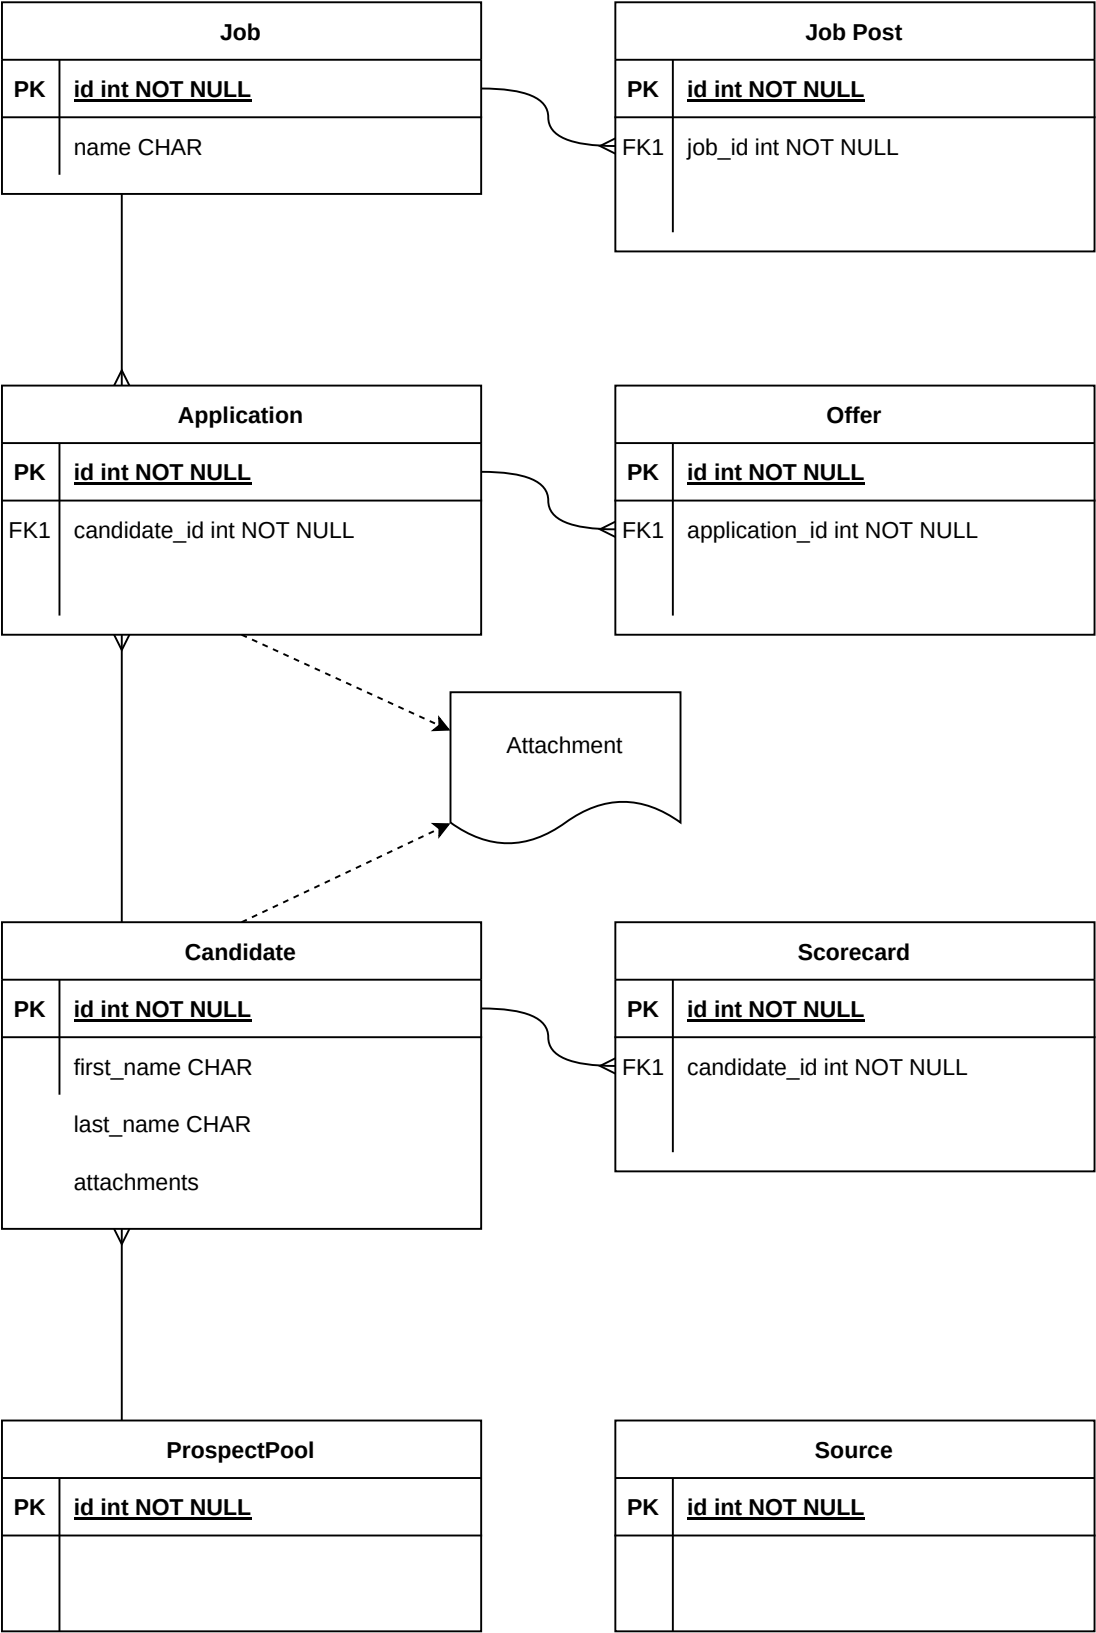 Job
PK id int NOT NULL
name CHAR
Job Post
PK id int NOT NULL
FK1 job_id int NOT NULL
Application
PK id int NOT NULL
FK1 candidate_id int NOT NULL
Offer
PK id int NOT NULL
FK1 application_id int NOT NULL
Attachment
Candidate
PK id int NOT NULL
first_name CHAR
last_name CHAR
attachments
Scorecard
PK id int NOT NULL
FK1 candidate_id int NOT NULL
ProspectPool
PK id int NOT NULL
Source
PK id int NOT NULL